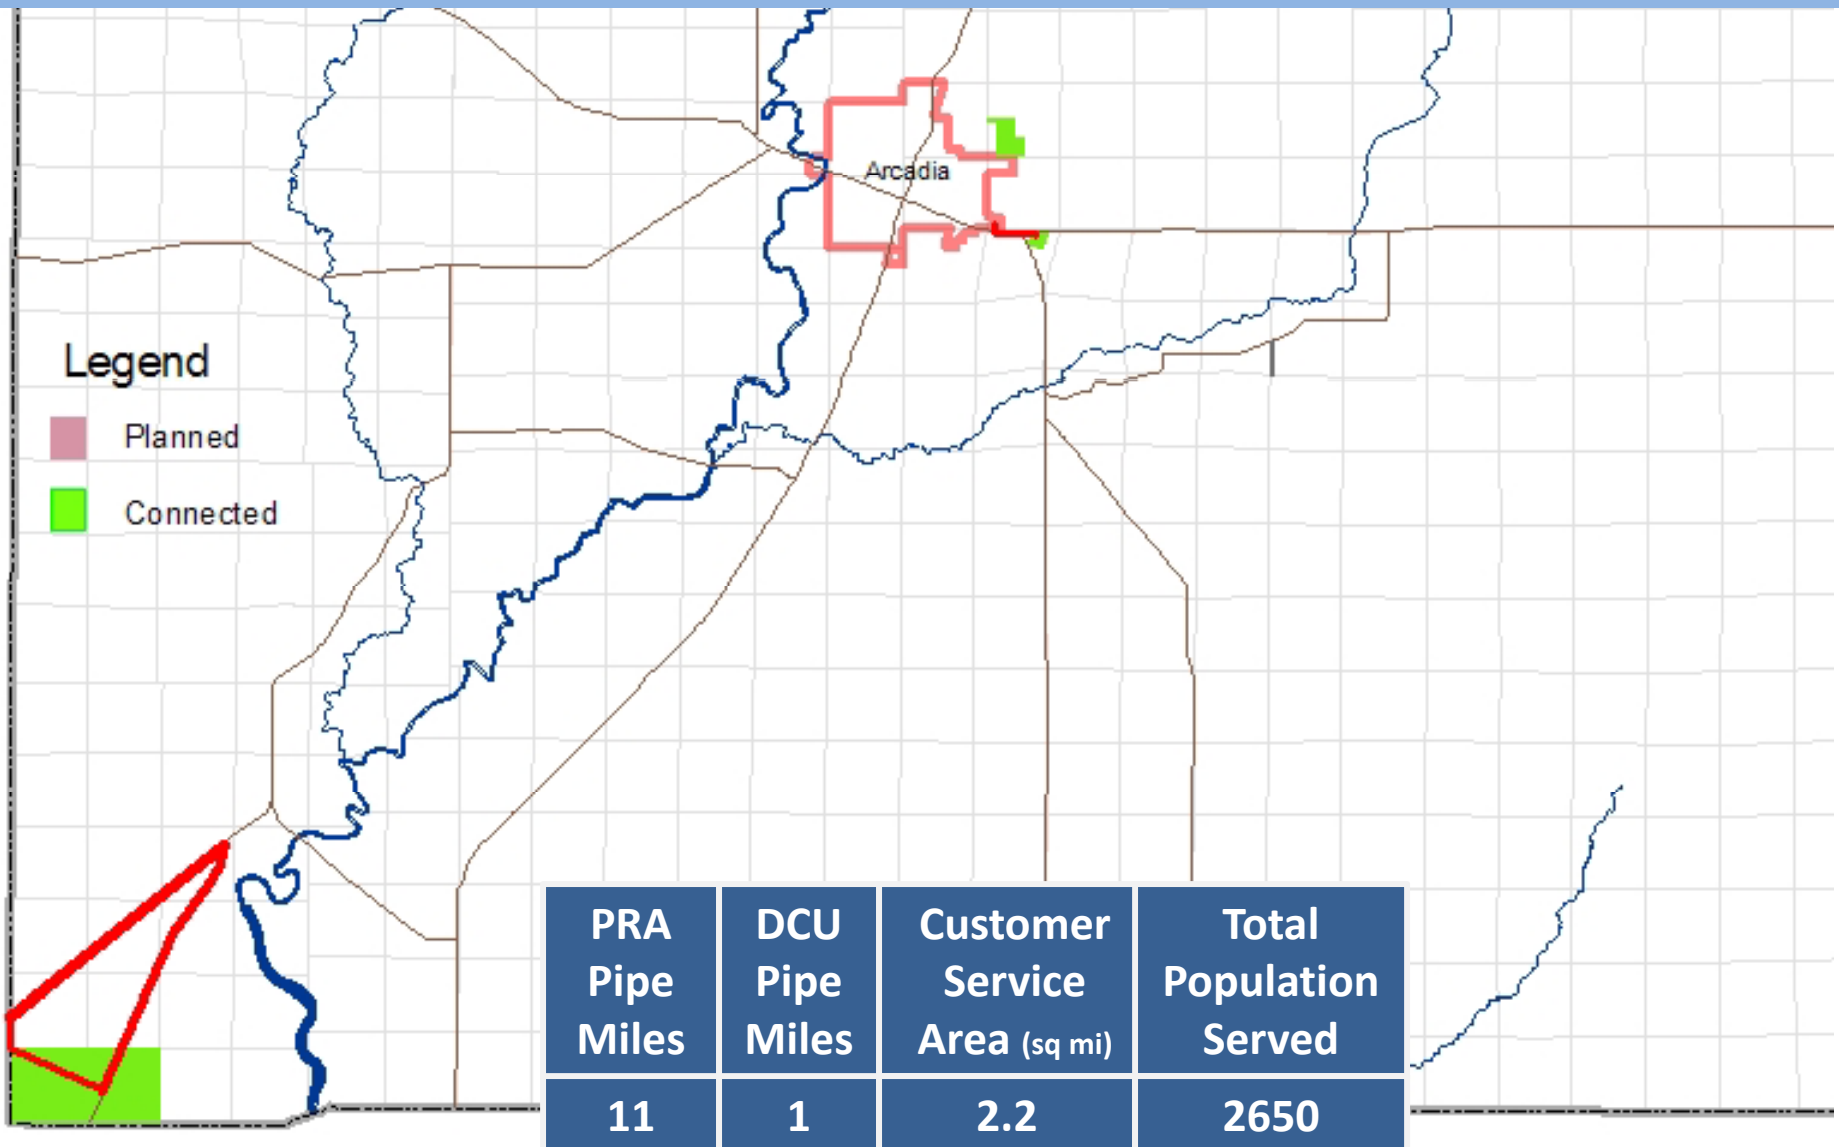 Arcadia
Legend
Planned
Connected
PRA Pipe Miles
DCU Pipe Miles
Customer Service Area (sq mi)
Total Population Served
11
1
2.2
2650